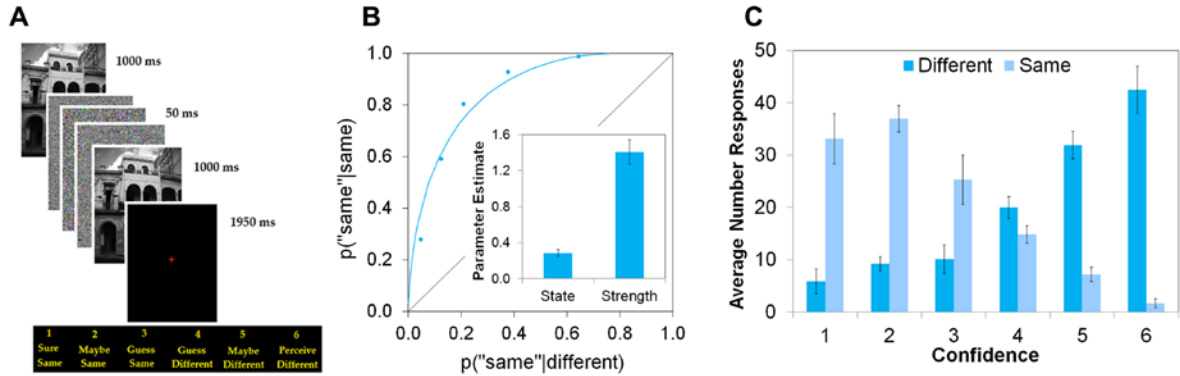 A
1000 ms
50 ms
1000 ms
1950 ms
1 2 3 4 5 6
Sure Maybe Guess Guess Maybe Perceive
Same Same Same Different Different Different
B
p("same"|same)
1.0
0.8
0.6
0.4
0.2
0.0
0.0 0.2 0.4 0.6 0.8 1.0
p("same"|different)
Parameter Estimate
1.6
1.2
0.8
0.4
0.0
State Strength
C
Average Number Responses
50
40
30
20
10
0
Different Same
1 2 3 4 5 6
Confidence